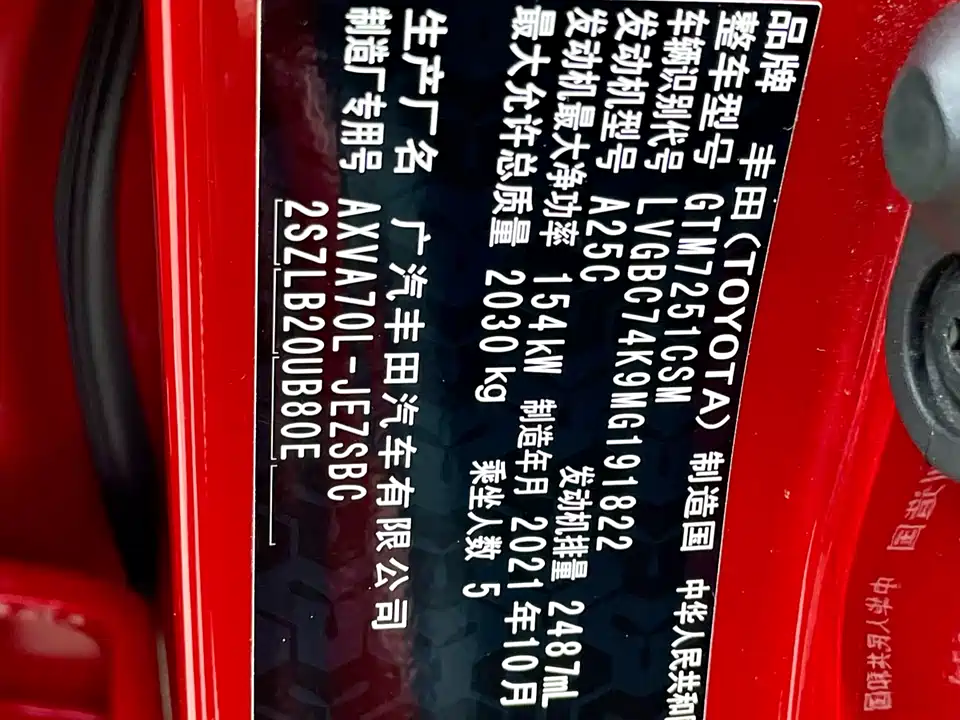 品牌 丰田(TOYOTA) 制造国 中华人民共和
整车型号 GTM7251CSM
车辆识别代号 LVGBC74K9MG191822
发动机型号 A25C 发动机排量 2487mL
发动机最大净功率 154kW 制造年月 2021年10月
最大允许总质量 2030kg 乘坐人数 5
生产厂名 广汽丰田汽车有限公司
制造厂专用号 AXVA70L-JEZSBC
2SZLB20UB80E